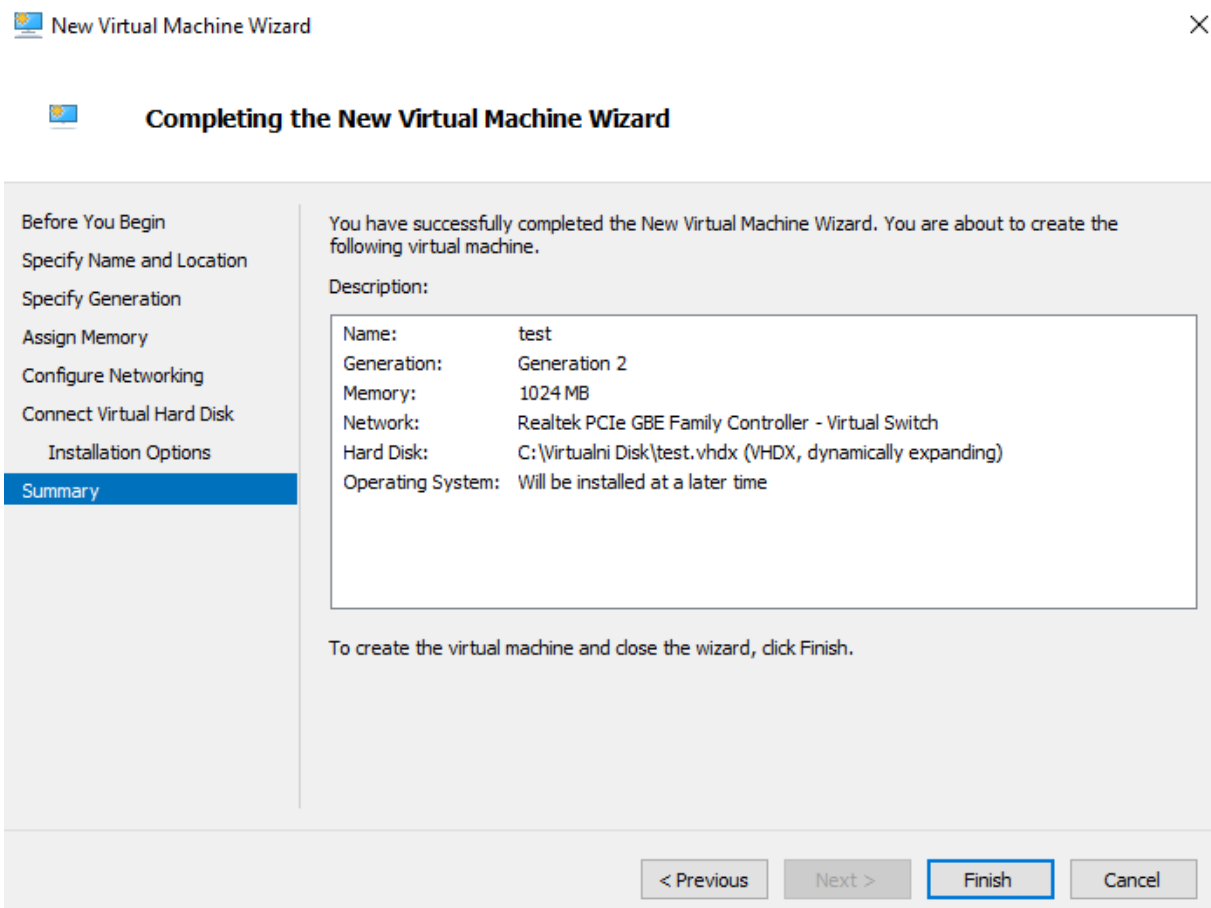 New Virtual Machine Wizard
Completing the New Virtual Machine Wizard
Before You Begin
Specify Name and Location
Specify Generation
Assign Memory
Configure Networking
Connect Virtual Hard Disk
Installation Options
Summary
You have successfully completed the New Virtual Machine Wizard. You are about to create the
following virtual machine.
Description:
Name: test
Generation: Generation 2
Memory: 1024 MB
Network: Realtek PCIe GBE Family Controller - Virtual Switch
Hard Disk: C:\Virtualni Disk\test.vhdx (VHDX, dynamically expanding)
Operating System: Will be installed at a later time
To create the virtual machine and close the wizard, click Finish.
< Previous
Next >
Finish
Cancel